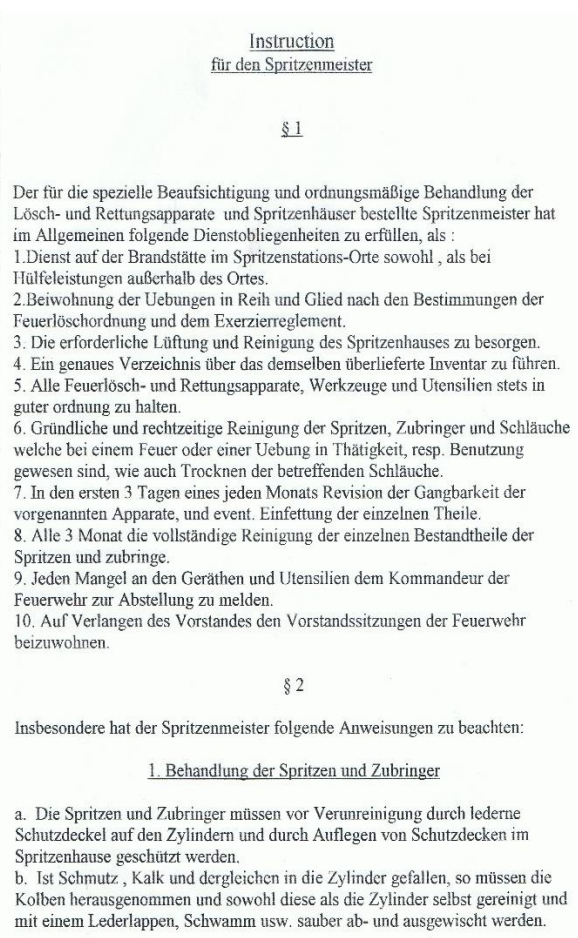 Instruction
für den Spritzenmeister
§ 1
Der für die spezielle Beaufsichtigung und ordnungsmäßige Behandlung der
Lösch- und Rettungsapparate und Spritzenhäuser bestellte Spritzenmeister hat
im Allgemeinen folgende Dienstobliegenheiten zu erfüllen, als :
1.Dienst auf der Brandstätte im Spritzenstations-Orte sowohl , als bei
Hülfeleistungen außerhalb des Ortes.
2.Beiwohnung der Uebungen in Reih und Glied nach den Bestimmungen der
Feuerlöschordnung und dem Exerzierreglement.
3. Die erforderliche Lüftung und Reinigung des Spritzenhauses zu besorgen.
4. Ein genaues Verzeichnis über das demselben überlieferte Inventar zu führen.
5. Alle Feuerlösch- und Rettungsapparate, Werkzeuge und Utensilien stets in
guter ordnung zu halten.
6. Gründliche und rechtzeitige Reinigung der Spritzen, Zubringer und Schläuche
welche bei einem Feuer oder einer Uebung in Thätigkeit, resp. Benutzung
gewesen sind, wie auch Trocknen der betreffenden Schläuche.
7. In den ersten 3 Tagen eines jeden Monats Revision der Gangbarkeit der
vorgenannten Apparate, und event. Einfettung der einzelnen Theile.
8. Alle 3 Monat die vollständige Reinigung der einzelnen Bestandtheile der
Spritzen und zubringe.
9. Jeden Mangel an den Geräthen und Utensilien dem Kommandeur der
Feuerwehr zur Abstellung zu melden.
10. Auf Verlangen des Vorstandes den Vorstandssitzungen der Feuerwehr
beizuwohnen.
§ 2
Insbesondere hat der Spritzenmeister folgende Anweisungen zu beachten:
1. Behandlung der Spritzen und Zubringer
a. Die Spritzen und Zubringer müssen vor Verunreinigung durch lederne
Schutzdeckel auf den Zylindern und durch Auflegen von Schutzdecken im
Spritzenhause geschützt werden.
b. Ist Schmutz , Kalk und dergleichen in die Zylinder gefallen, so müssen die
Kolben herausgenommen und sowohl diese als die Zylinder selbst gereinigt und
mit einem Lederlappen, Schwamm usw. sauber ab- und ausgewischt werden.